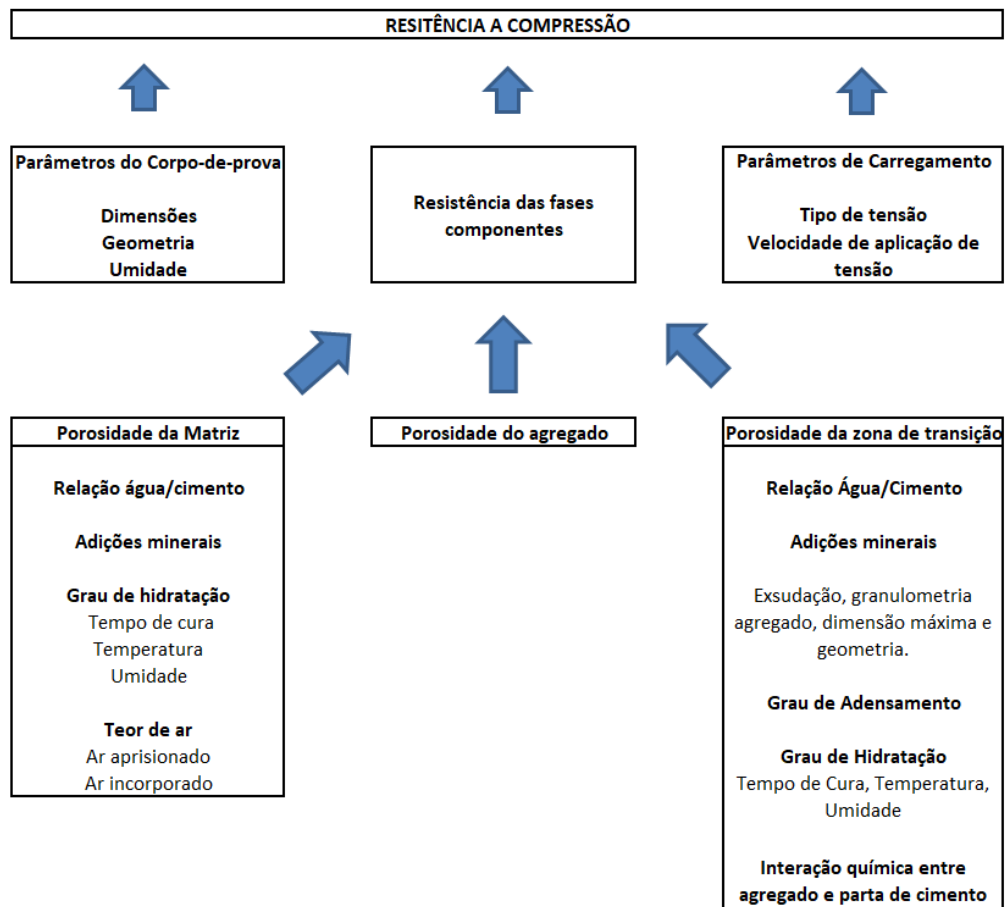 RESITÊNCIA A COMPRESSÃO
Parâmetros do Corpo-de-prova
Dimensões
Geometria
Umidade
Resistência das fases
componentes
Parâmetros de Carregamento
Tipo de tensão
Velocidade de aplicação de
tensão
Porosidade da Matriz
Relação água/cimento
Adições minerais
Grau de hidratação
Tempo de cura
Temperatura
Umidade
Teor de ar
Ar aprisionado
Ar incorporado
Porosidade do agregado
Porosidade da zona de transição
Relação Água/Cimento
Adições minerais
Exsudação, granulometria
agregado, dimensão máxima e
geometria.
Grau de Adensamento
Grau de Hidratação
Tempo de Cura, Temperatura,
Umidade
Interação química entre
agregado e parta de cimento